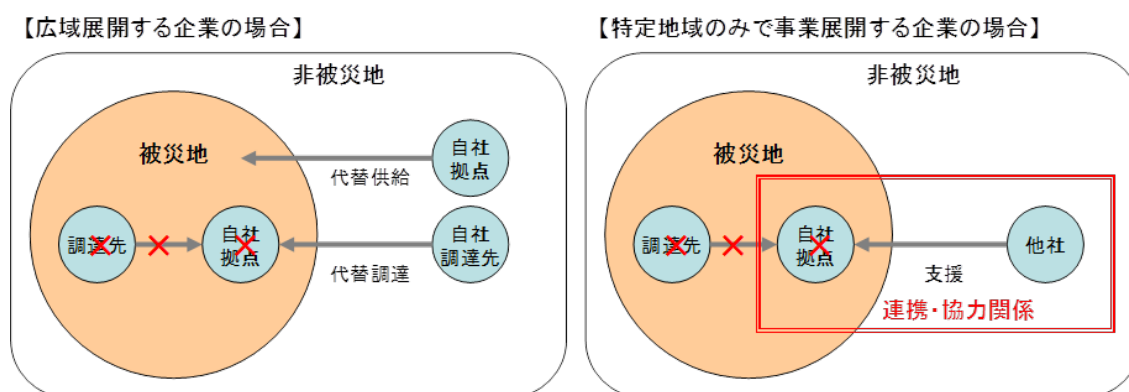 【広域展開する企業の場合】
非被災地
被災地
自社
拠点
代替供給
調達先
自社
拠点
自社
調達先
代替調達
【特定地域のみで事業展開する企業の場合】
非被災地
被災地
調達先
自社
拠点
他社
支援
連携・協力関係